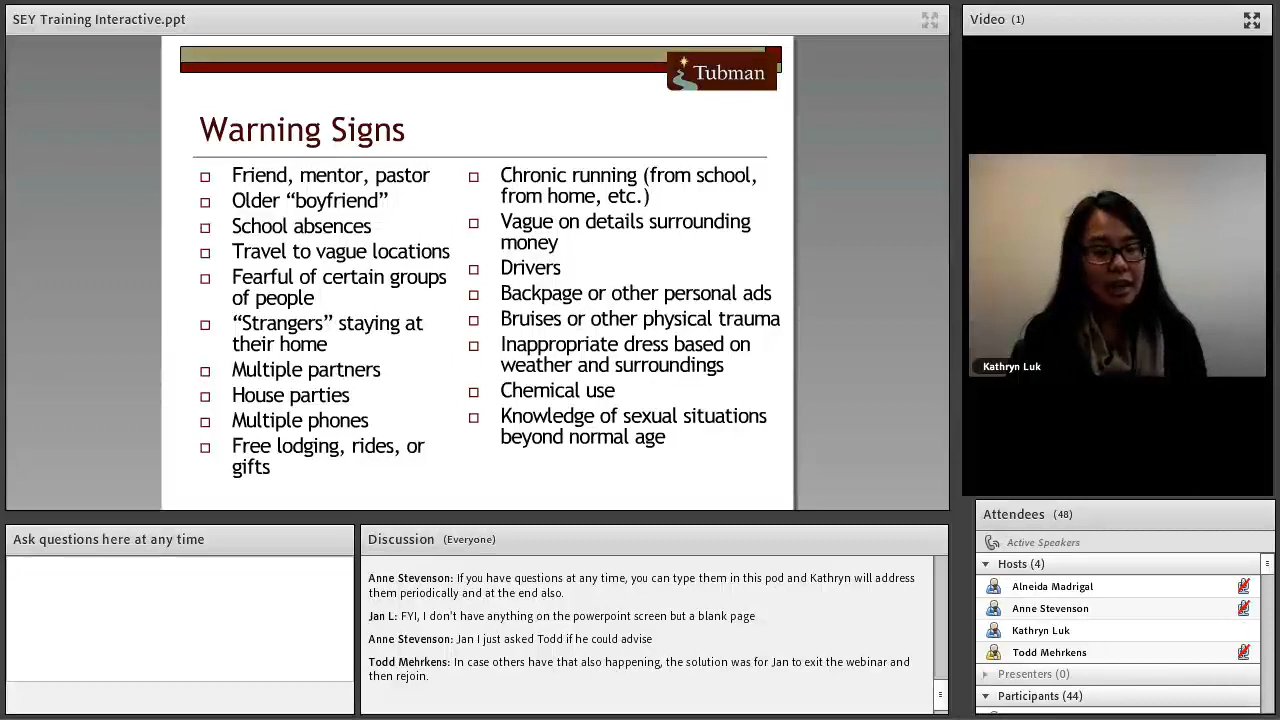 SEY Training Interactive.ppt
Tubman
Warning Signs
Friend, mentor, pastor
Older “boyfriend”
School absences
Travel to vague locations
Fearful of certain groups
of people
“Strangers” staying at
their home
Multiple partners
House parties
Multiple phones
Free lodging, rides, or
gifts
Chronic running (from school,
from home, etc.)
Vague on details surrounding
money
Drivers
Backpage or other personal ads
Bruises or other physical trauma
Inappropriate dress based on
weather and surroundings
Chemical use
Knowledge of sexual situations
beyond normal age
Video (1)
Kathryn Luk
Ask questions here at any time
Discussion (Everyone)
Anne Stevenson: If you have questions at any time, you can type them in this pod and Kathryn will address
them periodically and at the end also.
Jan L: FYI, I don't have anything on the powerpoint screen but a blank page
Anne Stevenson: Jan I just asked Todd if he could advise
Todd Mehrkens: In case others have that also happening, the solution was for Jan to exit the webinar and
then rejoin.
Attendees (48)
Active Speakers
Hosts (4)
Alneida Madrigal
Anne Stevenson
Kathryn Luk
Todd Mehrkens
Presenters (0)
Participants (44)